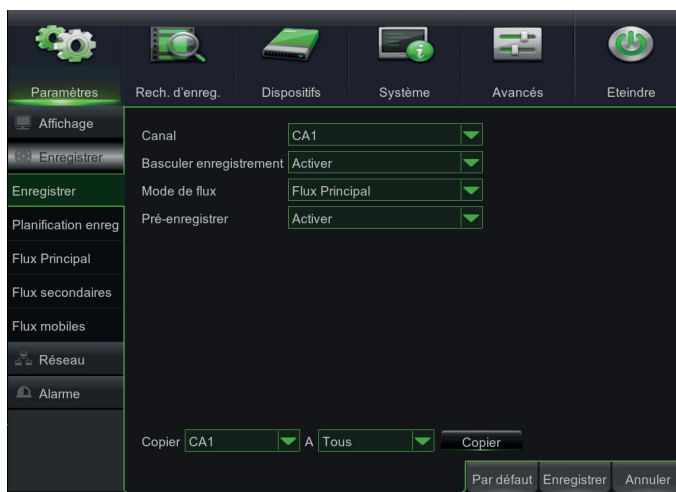 Paramètres Rech. d'enreg. Dispositifs Système Avancés Eteindre
Affichage
Enregistrer
Enregistrer
Planification enreg
Flux Principal
Flux secondaires
Flux mobiles
Réseau
Alarme
Canal CA1
Basculer enregistrement Activer
Mode de flux Flux Principal
Pré-enregistrer Activer
Copier CA1 A Tous Copier
Par défaut Enregistrer Annuler